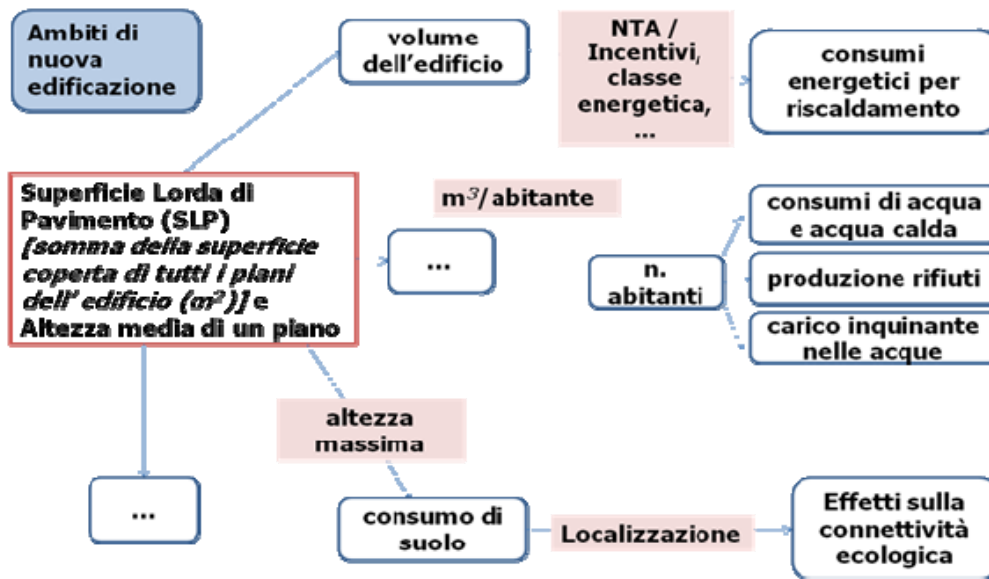 Ambiti di
nuova
edificazione
volume
dell'edificio
NTA /
Incentivi,
classe
energetica,
...
consumi
energetici per
riscaldamento
Superficie Lorda di
Pavimento (SLP)
[somma della superficie
coperta di tutti i piani
dell' edificio (m²)] e
Altezza media di un piano
m³/abitante
...
n.
abitanti
consumi di acqua
e acqua calda
produzione rifiuti
carico inquinante
nelle acque
altezza
massima
...
consumo di
suolo
Localizzazione
Effetti sulla
connettività
ecologica